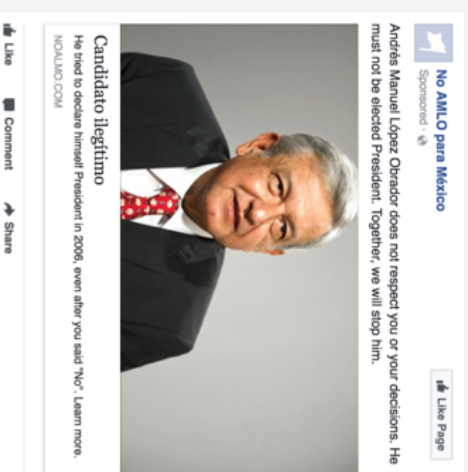 No AMLO para México
Sponsored ·
Like Page
Andrés Manuel López Obrador does not respect you or your decisions. He
must not be elected President. Together, we will stop him.
Candidato ilegítimo
He tried to declare himself President in 2006, even after you said "No". Learn more.
NOALMO.COM
Like
Comment
Share